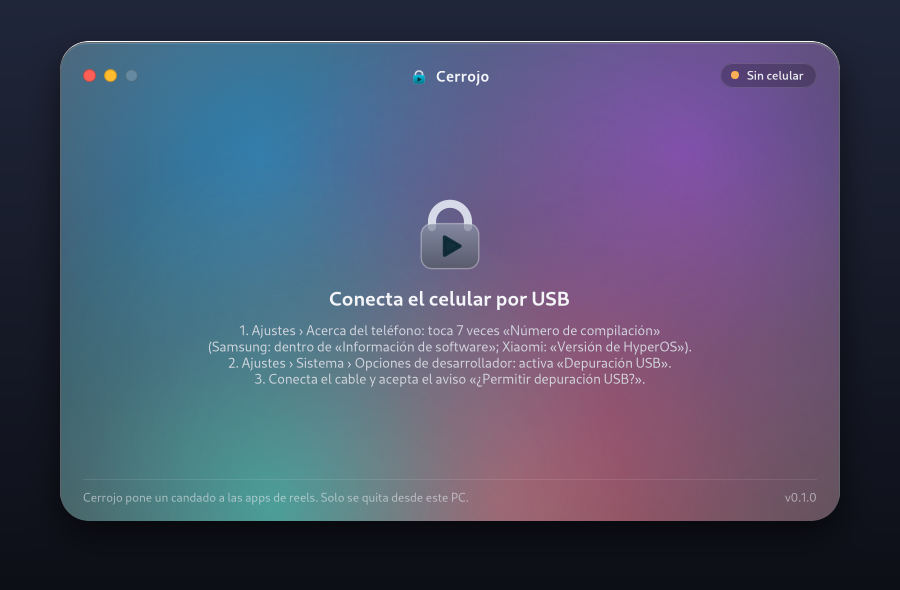 Cerrojo
Sin celular
Conecta el celular por USB
1. Ajustes › Acerca del teléfono: toca 7 veces «Número de compilación»
(Samsung: dentro de «Información de software»; Xiaomi: «Versión de HyperOS»).
2. Ajustes › Sistema › Opciones de desarrollador: activa «Depuración USB».
3. Conecta el cable y acepta el aviso «¿Permitir depuración USB?».
Cerrojo pone un candado a las apps de reels. Solo se quita desde este PC.
v0.1.0